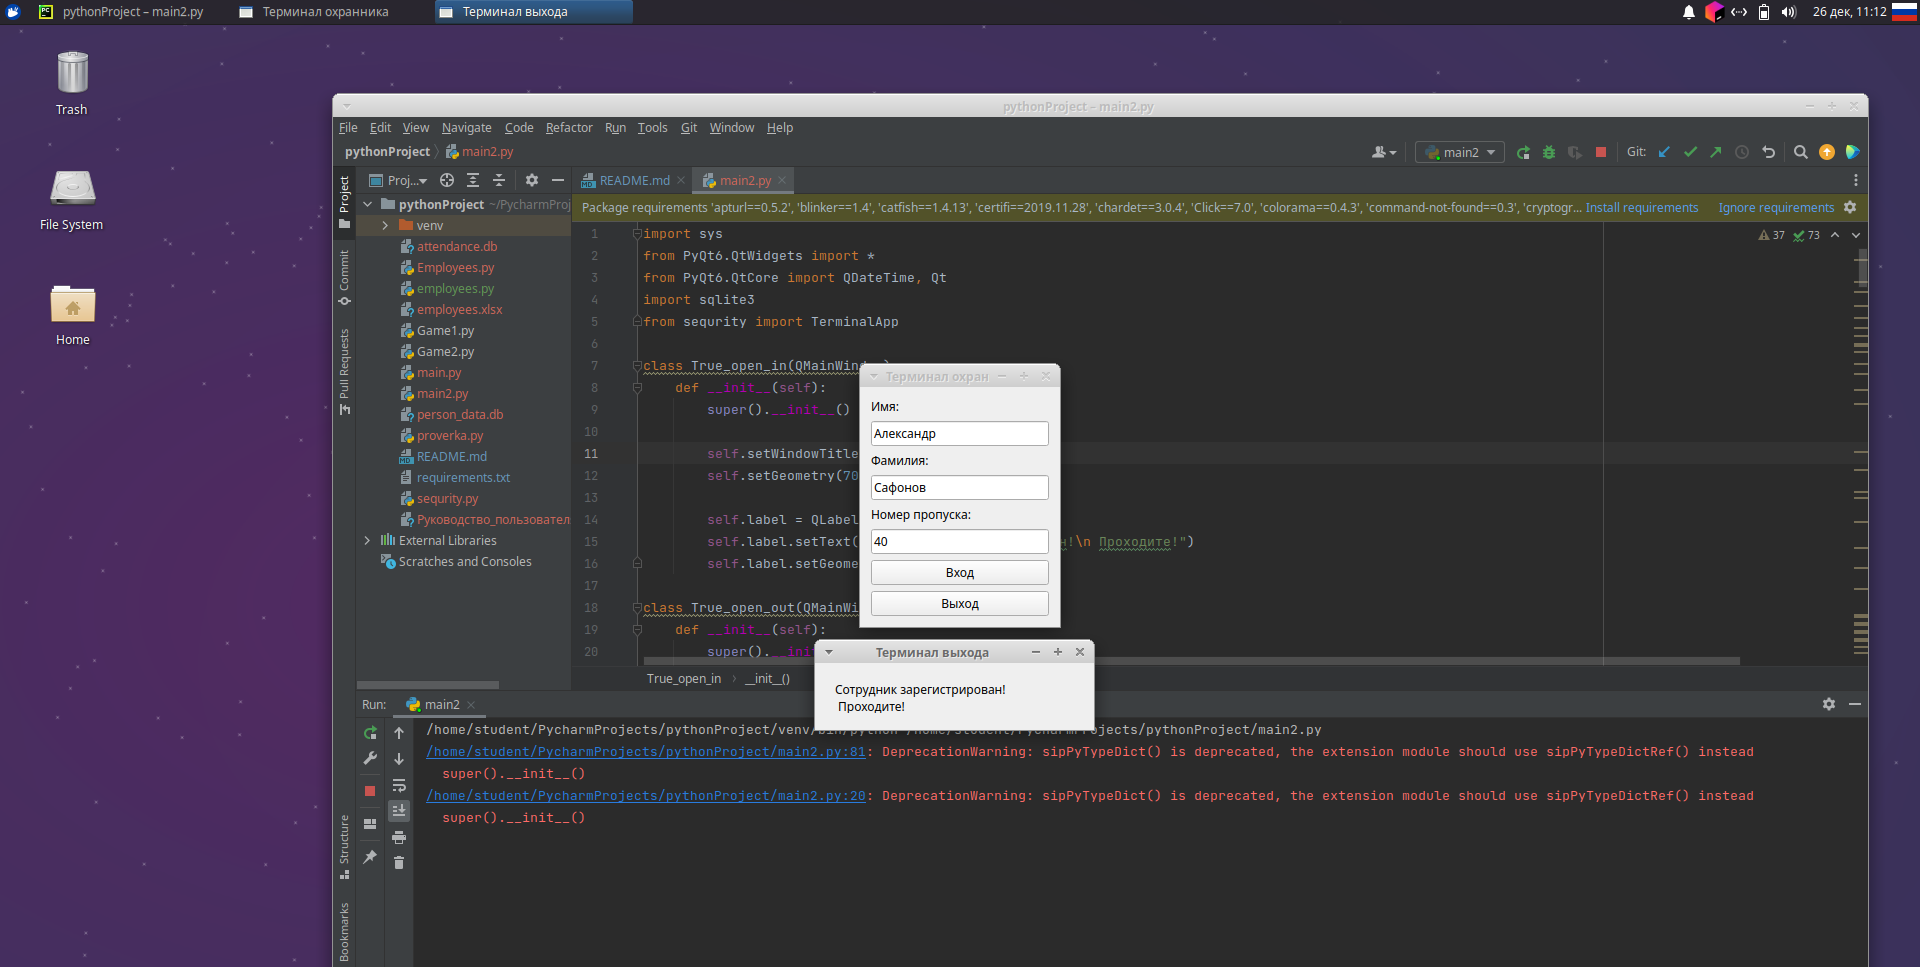 pythonProject – main2.py
Терминал охранника
Терминал выхода
26 дек, 11:12
Trash
File System
Home
pythonProject – main2.py
File Edit View Navigate Code Refactor Run Tools Git Window Help
pythonProject main2.py
main2
Git:
Project
Commit
Pull Requests
Structure
Bookmarks
Proj...
README.md
main2.py
pythonProject ~/PycharmProj
venv
attendance.db
Employees.py
employees.py
employees.xlsx
Game1.py
Game2.py
main.py
main2.py
person_data.db
proverka.py
README.md
requirements.txt
sequrity.py
Руководство_пользовател
External Libraries
Scratches and Consoles
Package requirements 'apturl==0.5.2', 'blinker==1.4', 'catfish==1.4.13', 'certifi==2019.11.28', 'chardet==3.0.4', 'Click==7.0', 'colorama==0.4.3', 'command-not-found==0.3', 'cryptogr... Install requirements Ignore requirements
37 73
1 import sys
2 from PyQt6.QtWidgets import *
3 from PyQt6.QtCore import QDateTime, Qt
4 import sqlite3
5 from sequrity import TerminalApp
6
7 class True_open_in(QMainWind
8 def __init__(self):
9 super().__init__()
10
11 self.setWindowTitle
12 self.setGeometry(70
13
14 self.label = QLabel
15 self.label.setText( н!\n Проходите!")
16 self.label.setGeome
17
18 class True_open_out(QMainWi
19 def __init__(self):
20 super().__ini
True_open_in __init__()
Терминал охран
Имя:
Александр
Фамилия:
Сафонов
Номер пропуска:
40
Вход
Выход
Терминал выхода
Сотрудник зарегистрирован!
Проходите!
Run: main2
/home/student/PycharmProjects/pythonProject/venv/bin/python /home/student/PycharmProjects/pythonProject/main2.py
/home/student/PycharmProjects/pythonProject/main2.py:81: DeprecationWarning: sipPyTypeDict() is deprecated, the extension module should use sipPyTypeDictRef() instead
super().__init__()
/home/student/PycharmProjects/pythonProject/main2.py:20: DeprecationWarning: sipPyTypeDict() is deprecated, the extension module should use sipPyTypeDictRef() instead
super().__init__()